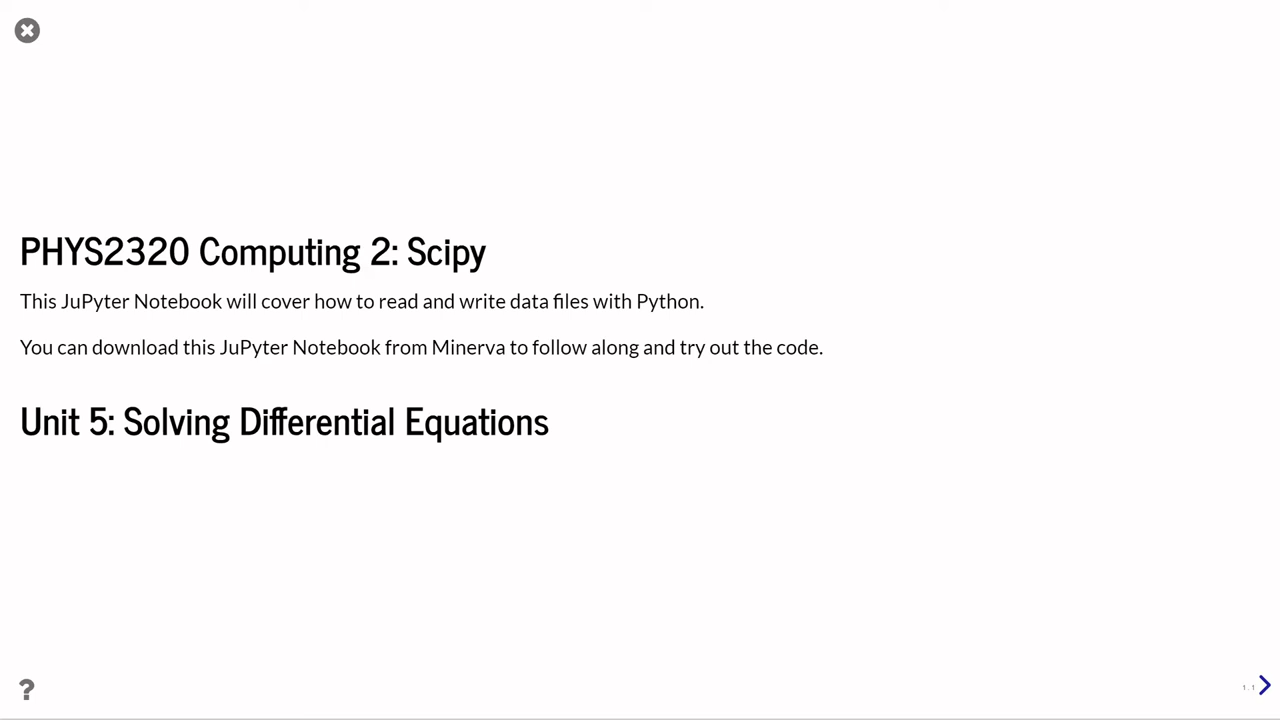 PHYS2320 Computing 2: Scipy
This JuPyter Notebook will cover how to read and write data files with Python.
You can download this JuPyter Notebook from Minerva to follow along and try out the code.
Unit 5: Solving Differential Equations
?
1.1